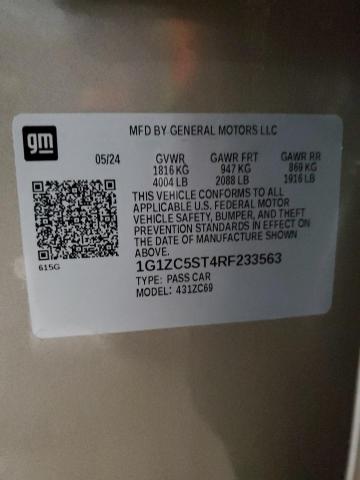 gm
MFD BY GENERAL MOTORS LLC
05/24 GVWR GAWR FRT GAWR RR
1816 KG 947 KG 869 KG
4004 LB 2088 LB 1916 LB
THIS VEHICLE CONFORMS TO ALL
APPLICABLE U.S. FEDERAL MOTOR
VEHICLE SAFETY, BUMPER, AND THEFT
PREVENTION STANDARDS IN EFFECT ON
THE DATE OF MANUFACTURE SHOWN
ABOVE.
615G
1G1ZC5ST4RF233563
TYPE: PASS CAR
MODEL: 431ZC69